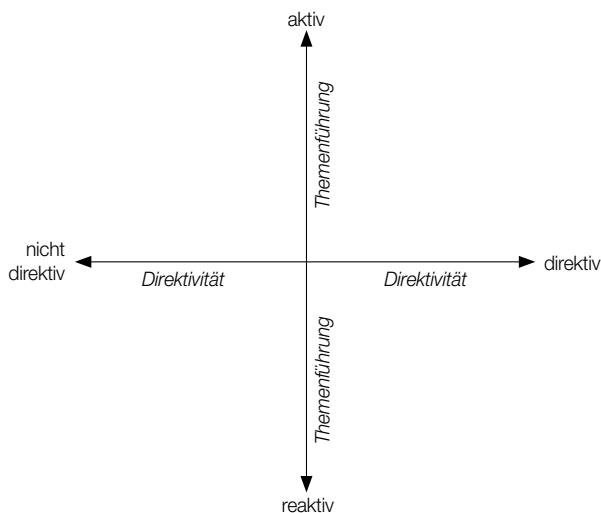 aktiv
Themenführung
nicht
direktiv
Direktivität
Direktivität
direktiv
Themenführung
reaktiv